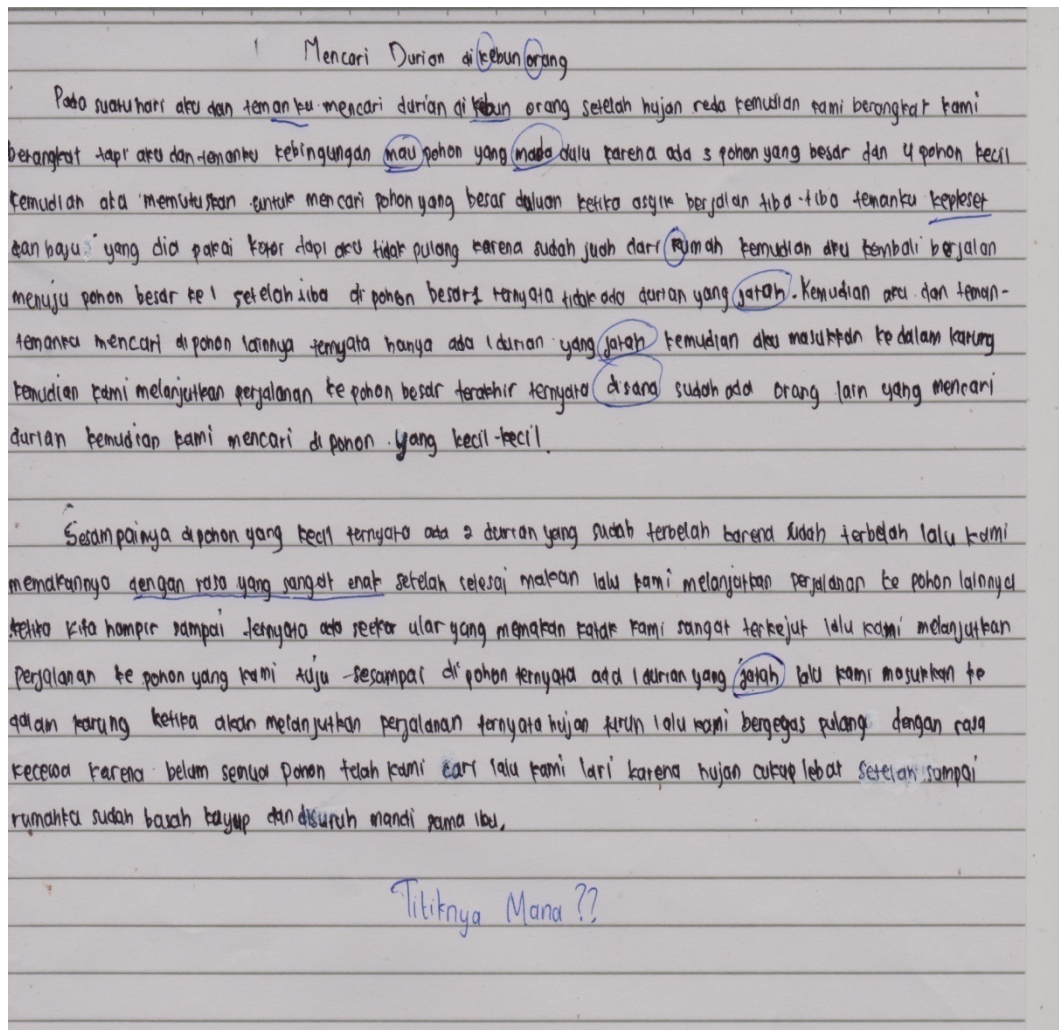 Mencari Durian di kebun orang
Pada suatu hari aku dan temanku mencari durian di kebun orang setelah hujan reda kemudian kami berangkat kami
berangkat tapi aku dan temanku kebingungan mau pohon yang mada dulu karena ada 3 pohon yang besar dan 4 pohon kecil
kemudian aku memutuskan untuk mencari pohon yang besar duluan ketika asyik berjalan tiba-tiba temanku kepleset
dan baju yang dia pakai kotor tapi aku tidak pulang karena sudah jauh dari Rumah kemudian aku kembali berjalan
menuju pohon besar ke 1 setelah tiba di pohon besar 1 ternyata tidak ada durian yang jatah. Kemudian aku dan teman-
temanku mencari di pohon lainnya ternyata hanya ada 1 durian yang jatah kemudian aku masukkan ke dalam karung
kemudian kami melanjutkan perjalanan ke pohon besar terakhir ternyata disana sudah ada orang lain yang mencari
durian kemudian kami mencari di pohon yang kecil-kecil.
Sesampainya di pohon yang kecil ternyata ada 2 durian yang sudah terbelah karena sudah terbelah lalu kami
memakannya dengan rasa yang sangat enak setelah selesai makan lalu kami melanjutkan perjalanan ke pohon lainnya
ketika kita hampir sampai ternyata ada seekor ular yang memakan katak kami sangat terkejut lalu kami melanjutkan
perjalanan ke pohon yang kami tuju sesampai di pohon ternyata ada 1 durian yang jatah lalu kami masukkan ke
dalam karung ketika akan melanjutkan perjalanan ternyata hujan turun lalu kami bergegas pulang dengan rasa
kecewa karena belum semua pohon telah kami cari lalu kami lari karena hujan cukup lebat setelah sampai
rumahku sudah basah kuyup dan disuruh mandi sama ibu.
Titiknya Mana ??